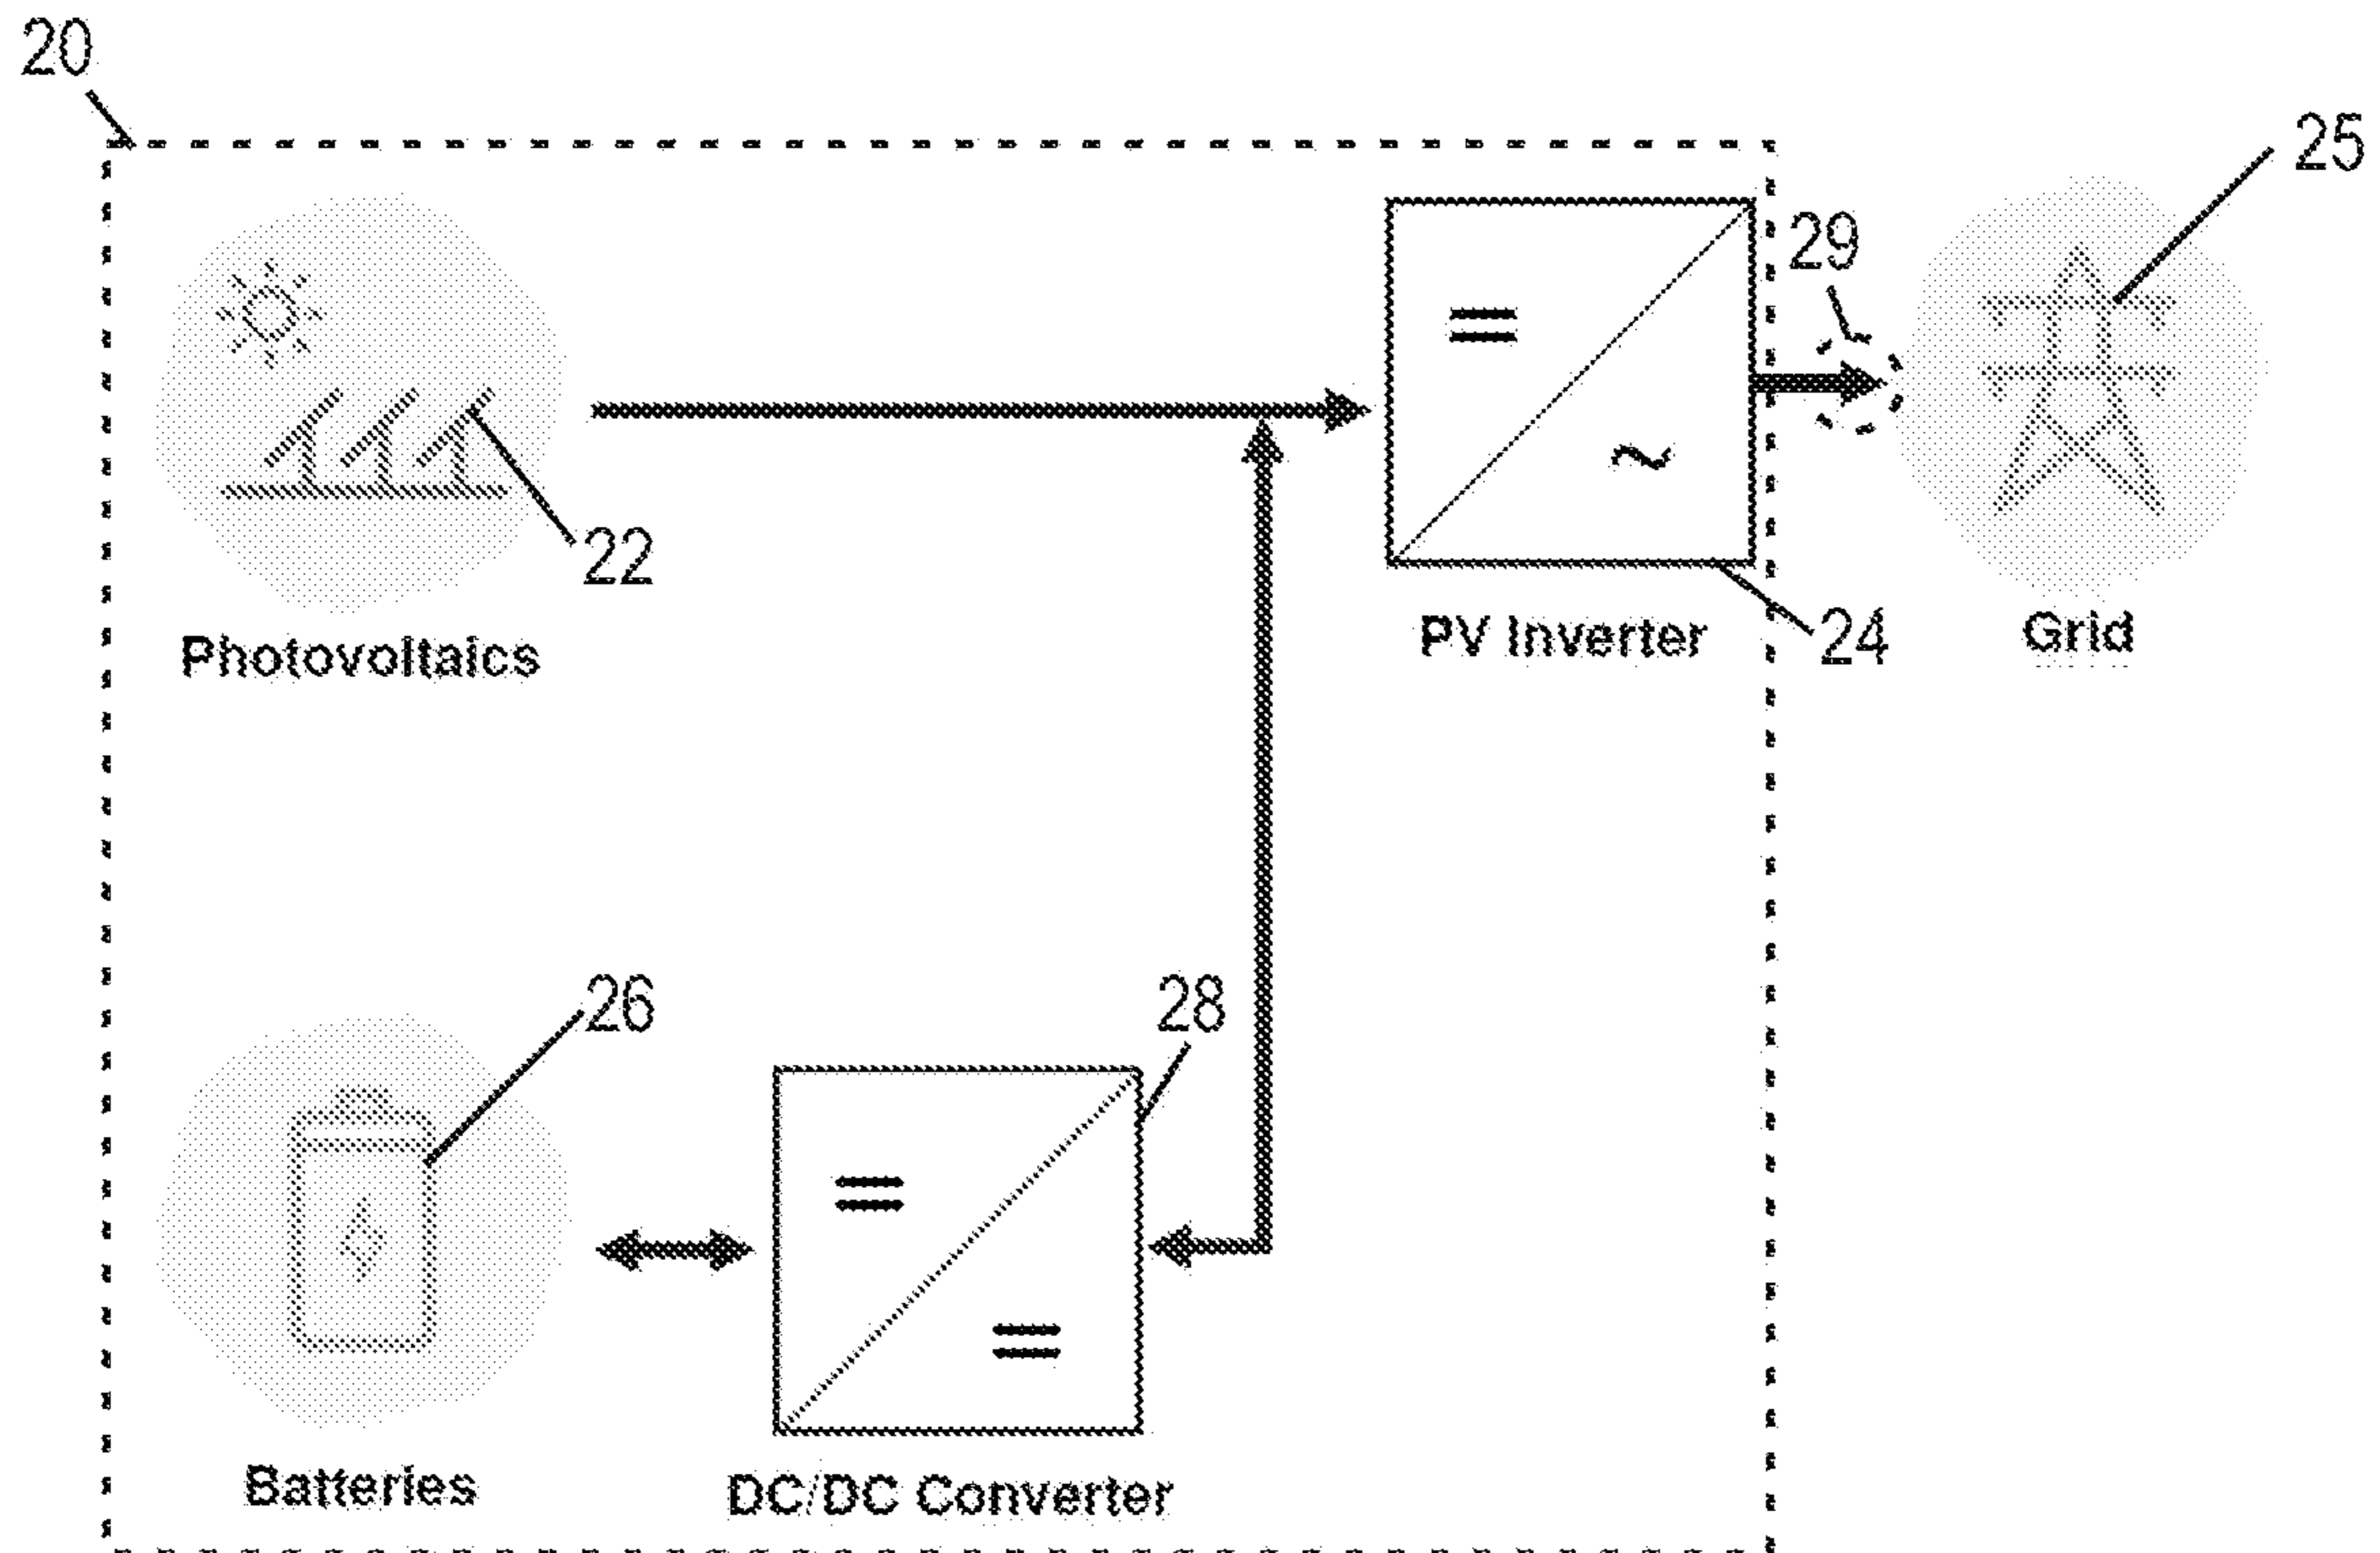 20
25
29
22
Photovoltaics
PV Inverter
24
Grid
26
28
Batteries
DC/DC Converter